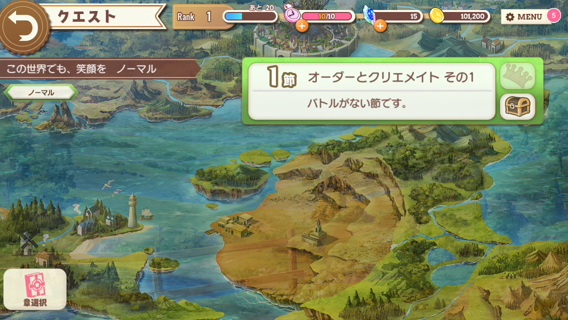 クエスト
Rank 1
あと 20
10/10
15
101,200
MENU
5
この世界でも、笑顔を ノーマル
ノーマル
1節 オーダーとクリエメイト その1
バトルがない節です。
章選択